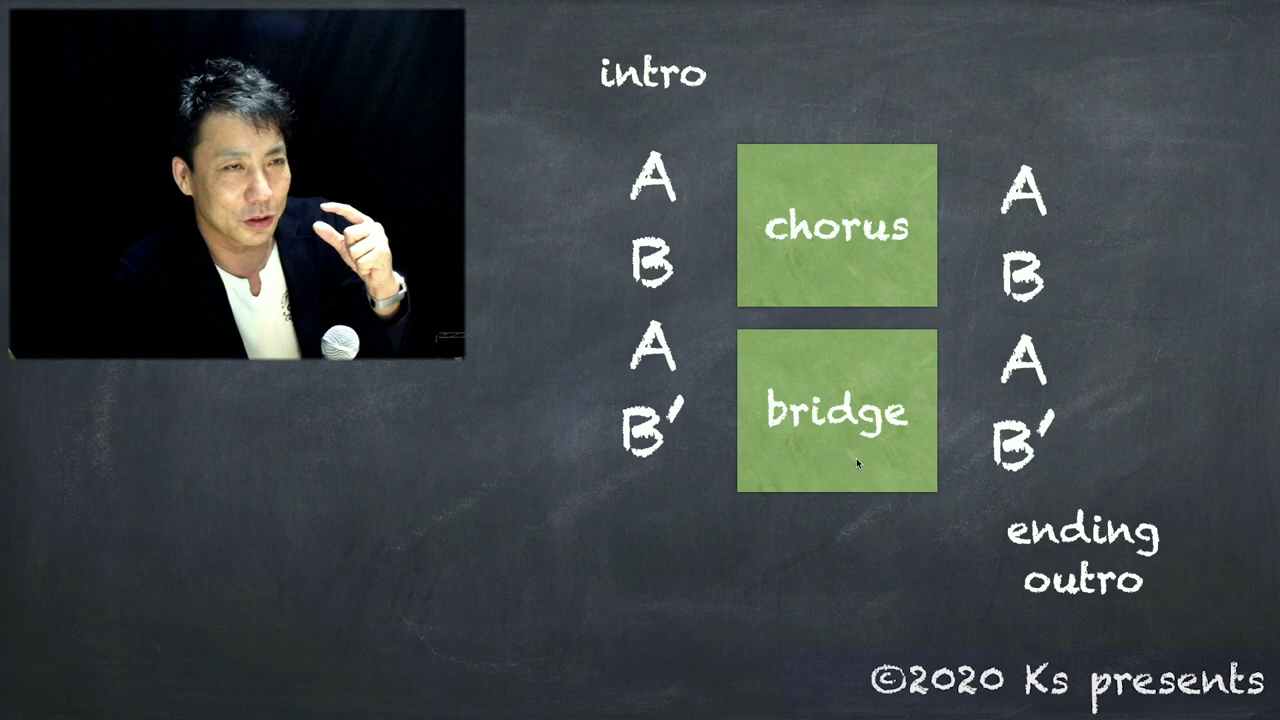 intro
A
B
A
B′
chorus
bridge
A
B
A
B′
ending
outro
©2020 Ks presents